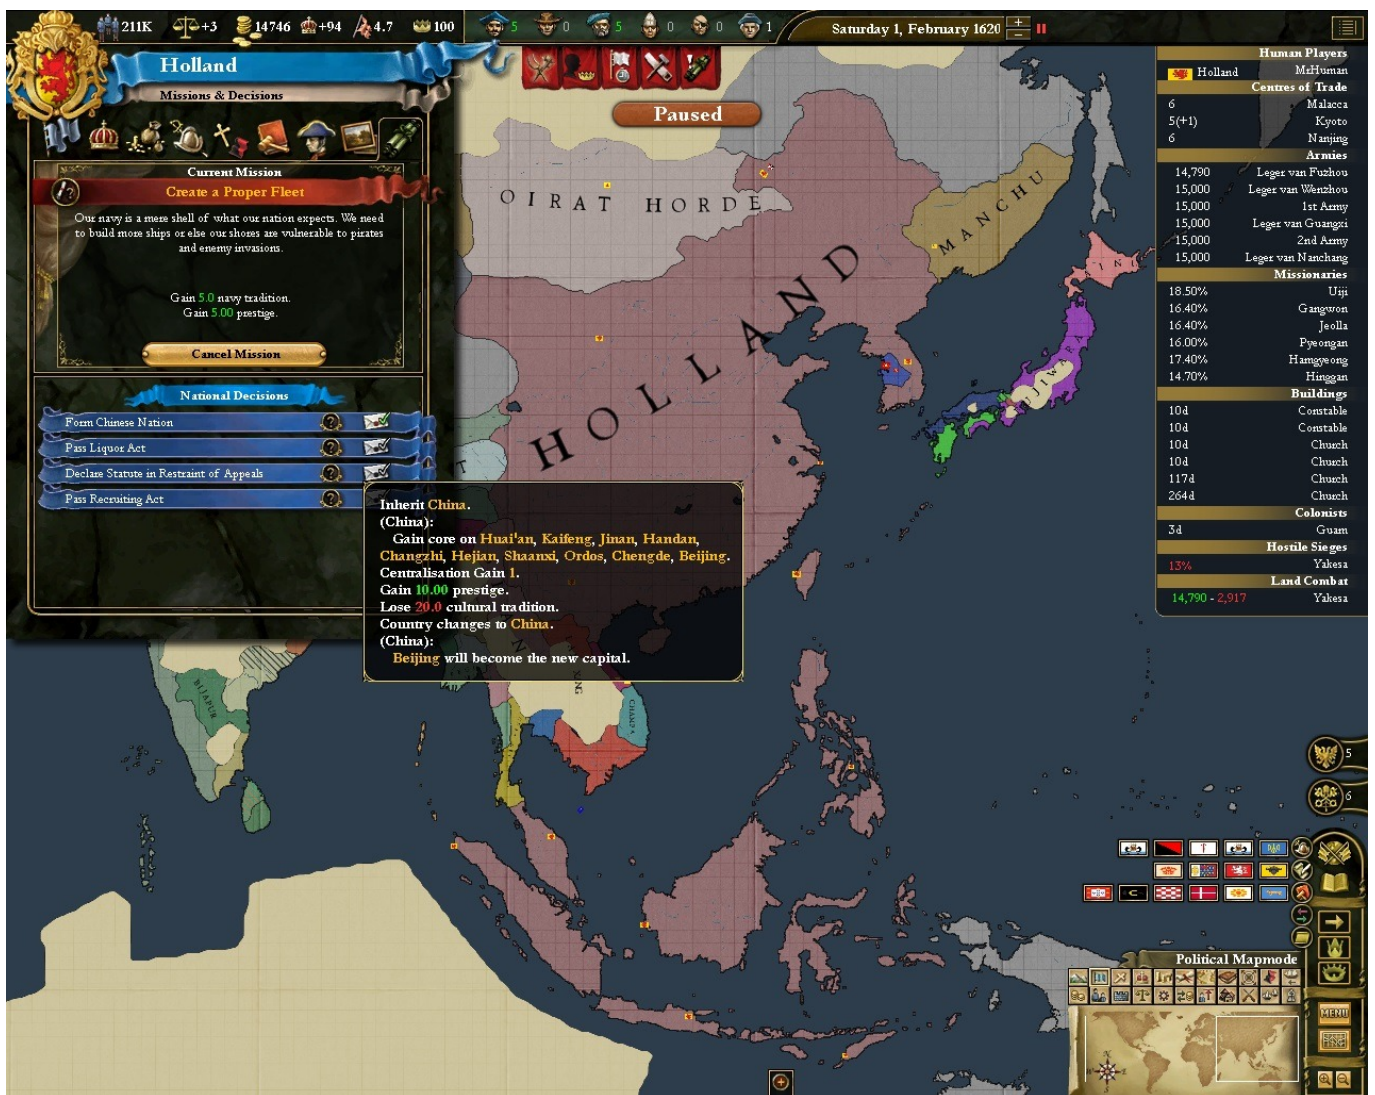 211K +3 14746 +94 4.7 100 5 0 5 0 0 1 Saturday 1, February 1620
Holland
Missions & Decisions
Current Mission
Create a Proper Fleet
Our navy is a mere shell of what our nation expects. We need
to build more ships or else our shores are vulnerable to pirates
and enemy invasions.
Gain 5.0 navy tradition.
Gain 5.00 prestige.
Cancel Mission
National Decisions
Form Chinese Nation
Pass Liquor Act
Declare Statute in Restraint of Appeals
Pass Recruiting Act
Inherit China.
(China):
Gain core on Huai'an, Kaifeng, Jinan, Handan,
Changzhi, Hejian, Shaanxi, Ordos, Chengde, Beijing.
Centralisation Gain 1.
Gain 10.00 prestige.
Lose 20.0 cultural tradition.
Country changes to China.
(China):
Beijing will become the new capital.
Paused
OIRAT HORDE
MANCHU
HOLLAND
AINU
BIJAPUR
CHAMPA
Human Players
Holland MrHuman
Centres of Trade
6 Malacca
5(+1) Kyoto
6 Nanjing
Armies
14,790 Leger van Fuzhou
15,000 Leger van Wenzhou
15,000 1st Army
15,000 Leger van Guangxi
15,000 2nd Army
15,000 Leger van Nanchang
Missionaries
18.50% Uiji
16.40% Gangwon
16.40% Jeolla
16.00% Pyeongan
17.40% Hamgyeong
14.70% Hinggan
Buildings
10d Constable
10d Constable
10d Church
10d Church
117d Church
264d Church
Colonists
3d Guam
Hostile Sieges
13% Yakesa
Land Combat
14,790 - 2,917 Yakesa
5
6
Political Mapmode
MENU